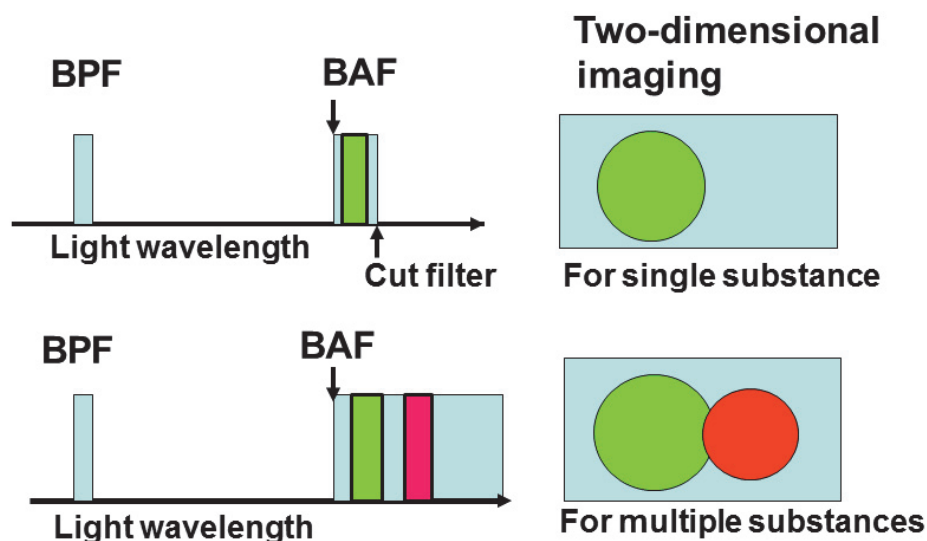 Two-dimensional
imaging
BPF
BAF
Light wavelength
Cut filter
For single substance
BPF
BAF
Light wavelength
For multiple substances